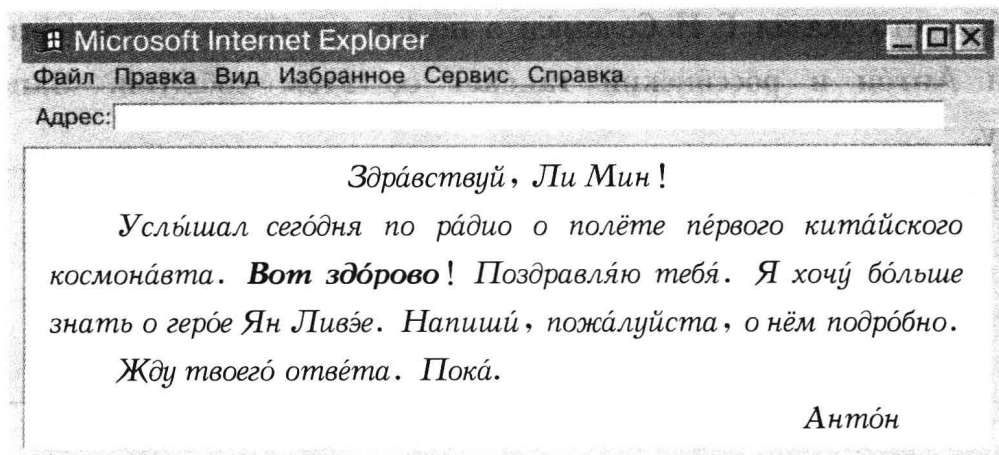 Microsoft Internet Explorer
Файл Правка Вид Избранное Сервис Справка
Адрес:
Здра́вствуй, Ли Мин!
Услы́шал сего́дня по ра́дио о полёте пе́рвого кита́йского
космона́вта. Вот здо́рово! Поздравля́ю тебя́. Я хочу́ бо́льше
знать о геро́е Ян Ливэ́е. Напиши́, пожа́луйста, о нём подро́бно.
Жду твоего́ отве́та. Пока́.
Анто́н